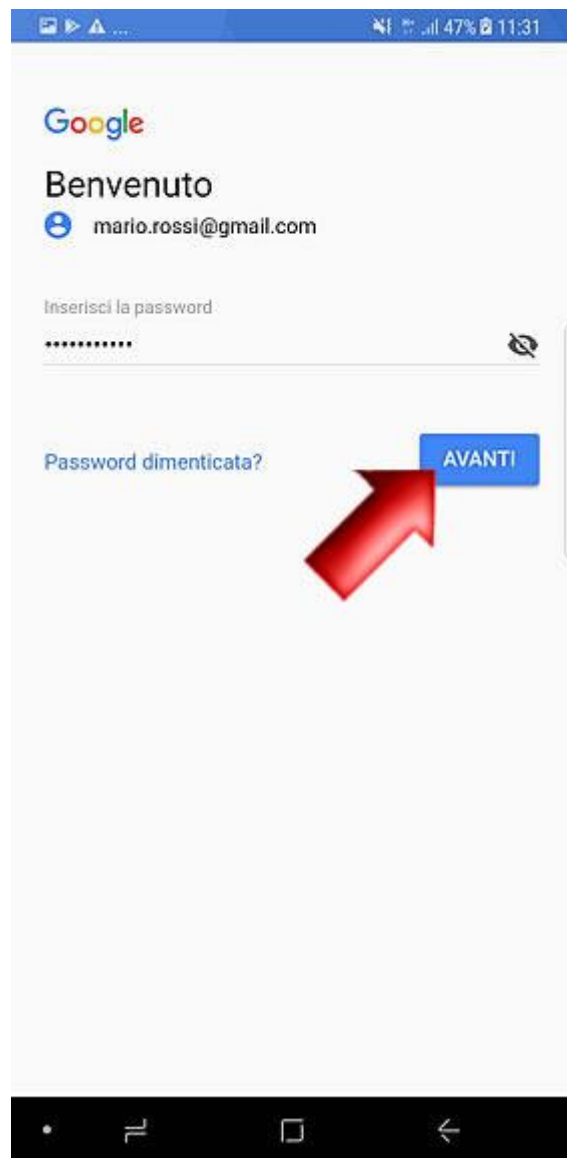 ... 47% 11:31
Google
Benvenuto
mario.rossi@gmail.com
Inserisci la password
•••••••••••
Password dimenticata?
AVANTI